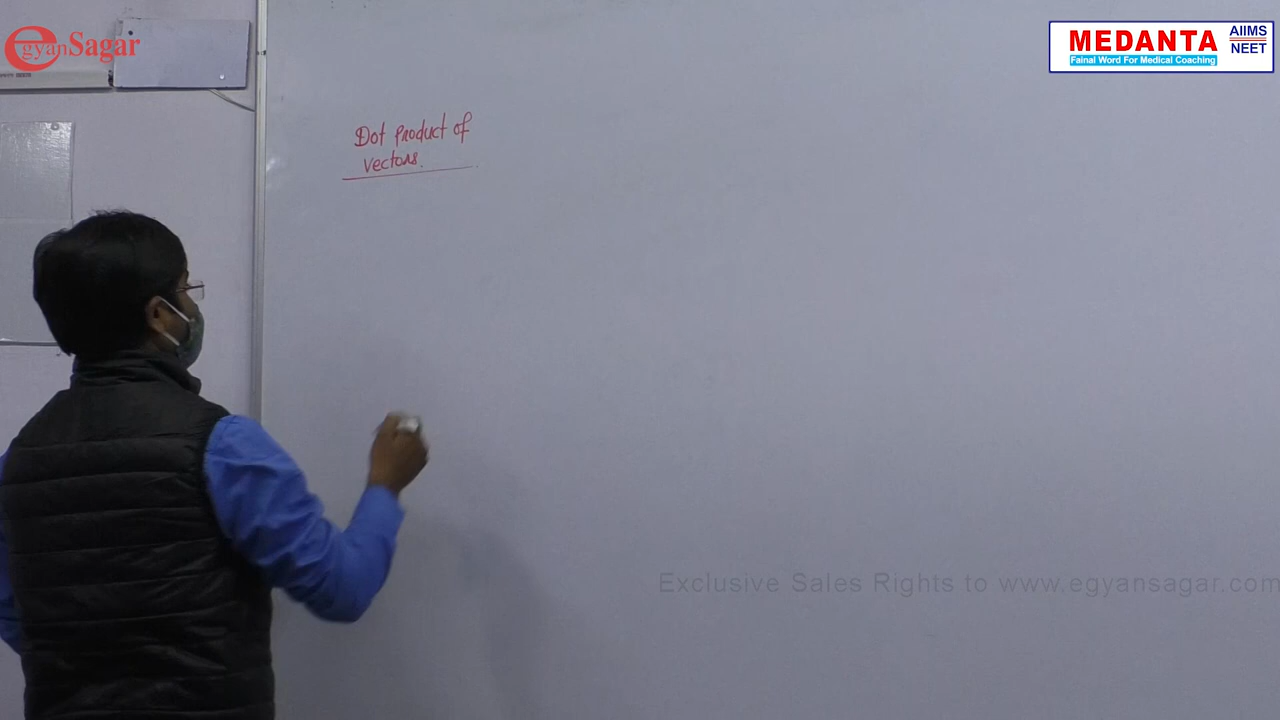 egyanSagar
MEDANTA
Fainal Word For Medical Coaching
AIIMS
NEET
Dot product of
vectors.
Exclusive Sales Rights to www.egyansagar.com